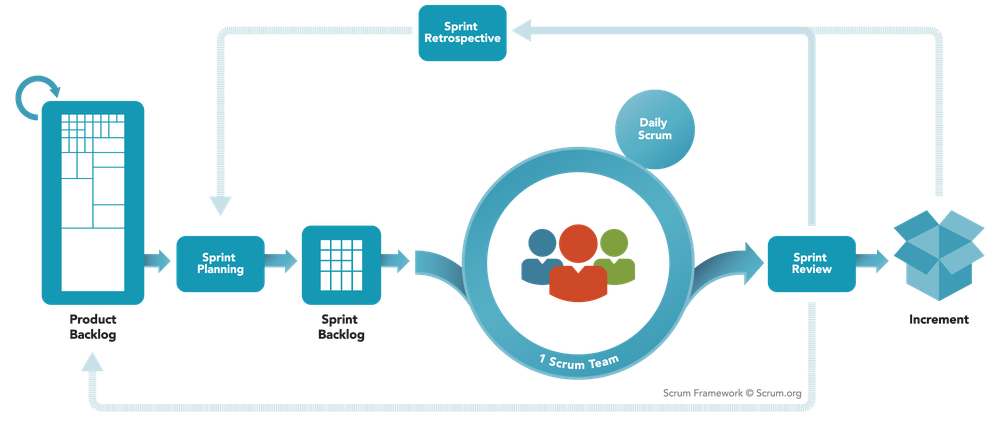 Sprint
Retrospective
Daily
Scrum
Sprint
Planning
Sprint
Review
Product
Backlog
Sprint
Backlog
Increment
1 Scrum Team
Scrum Framework © Scrum.org